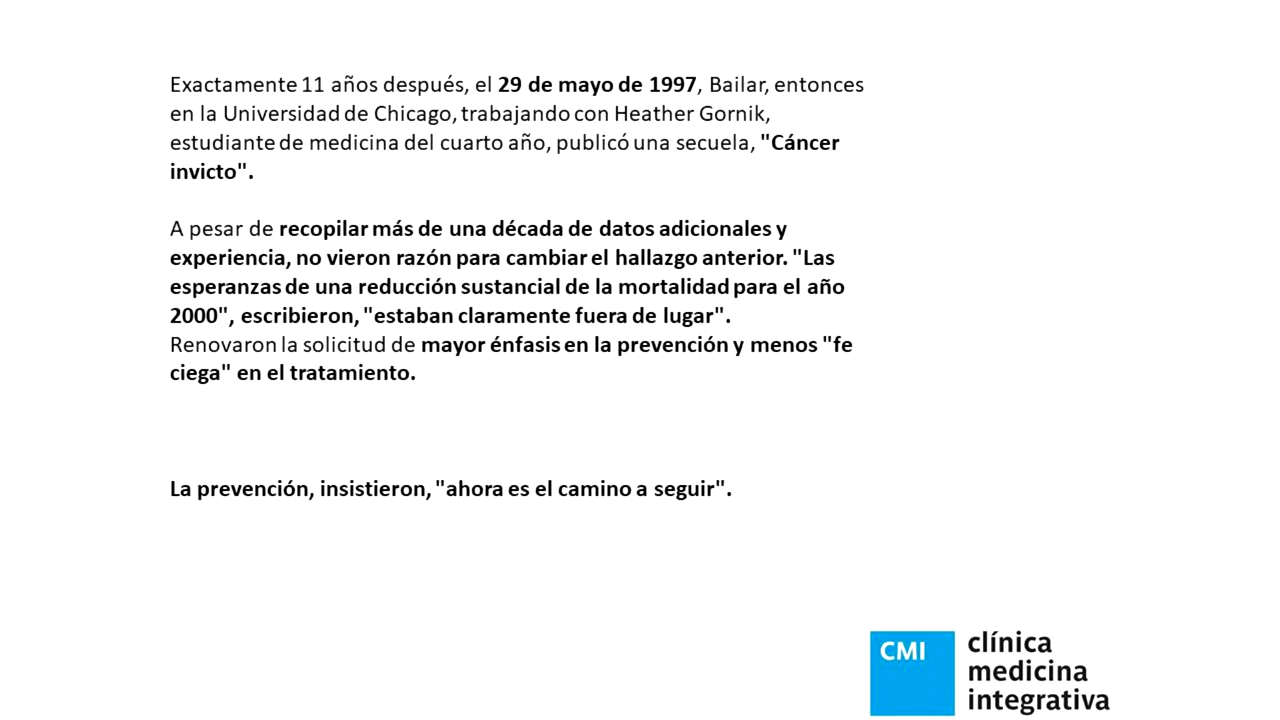 Exactamente 11 años después, el 29 de mayo de 1997, Bailar, entonces
en la Universidad de Chicago, trabajando con Heather Gornik,
estudiante de medicina del cuarto año, publicó una secuela, "Cáncer
invicto".
A pesar de recopilar más de una década de datos adicionales y
experiencia, no vieron razón para cambiar el hallazgo anterior. "Las
esperanzas de una reducción sustancial de la mortalidad para el año
2000", escribieron, "estaban claramente fuera de lugar".
Renovaron la solicitud de mayor énfasis en la prevención y menos "fe
ciega" en el tratamiento.
La prevención, insistieron, "ahora es el camino a seguir".
CMI
clínica
medicina
integrativa